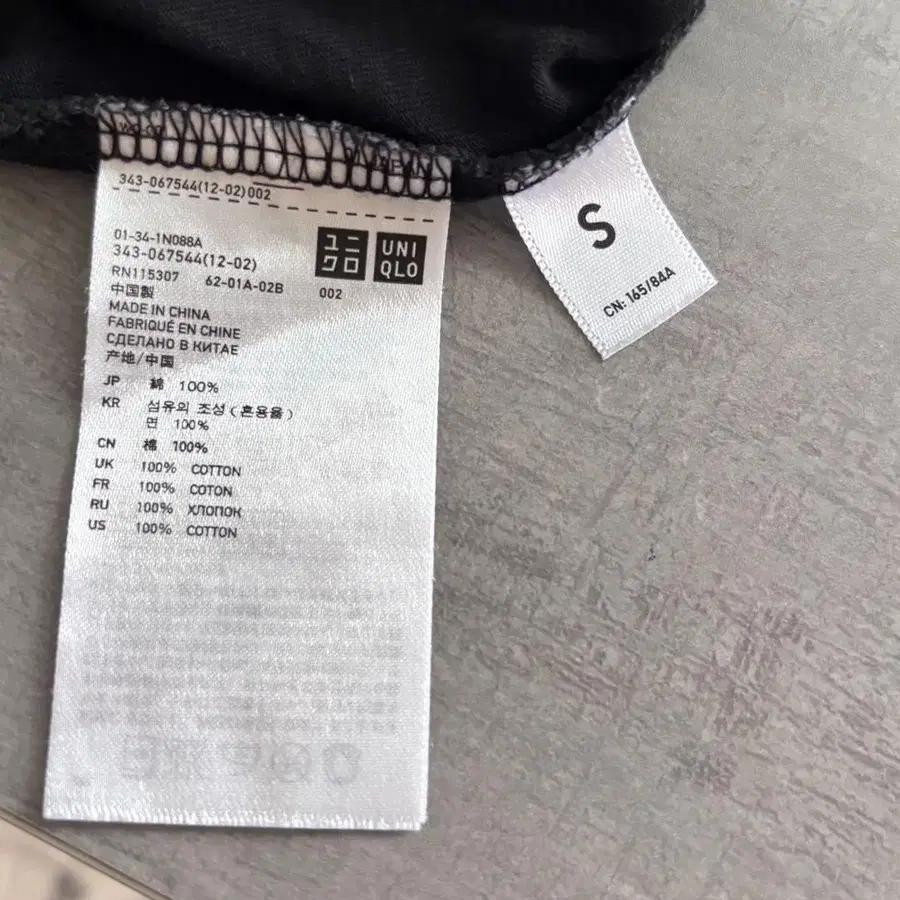 343-067544(12-02)002
01-34-1N088A
343-067544(12-02)
RN115307 62-01A-02B 002
ユニクロ
UNIQLO
中国製
MADE IN CHINA
FABRIQUÉ EN CHINE
СДЕЛАНО В КИТАЕ
产地/中国
JP 綿 100%
KR 섬유의 조성(혼용율)
면 100%
CN 棉 100%
UK 100% COTTON
FR 100% COTON
RU 100% ХЛОПОК
US 100% COTTON
S
CN: 165/84A